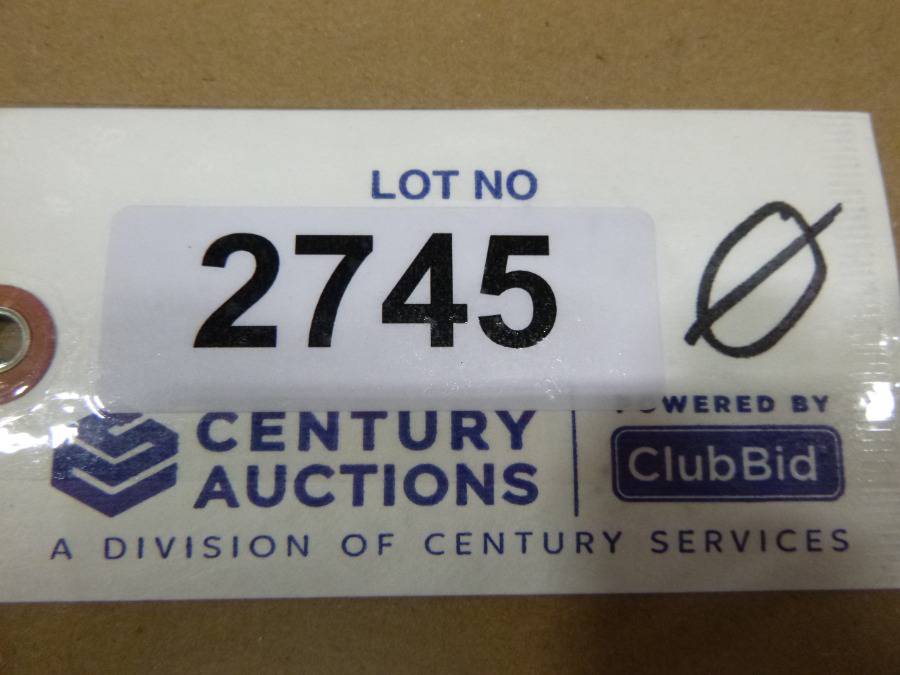 LOT NO
2745
Ø
CENTURY
AUCTIONS
POWERED BY
ClubBid
A DIVISION OF CENTURY SERVICES